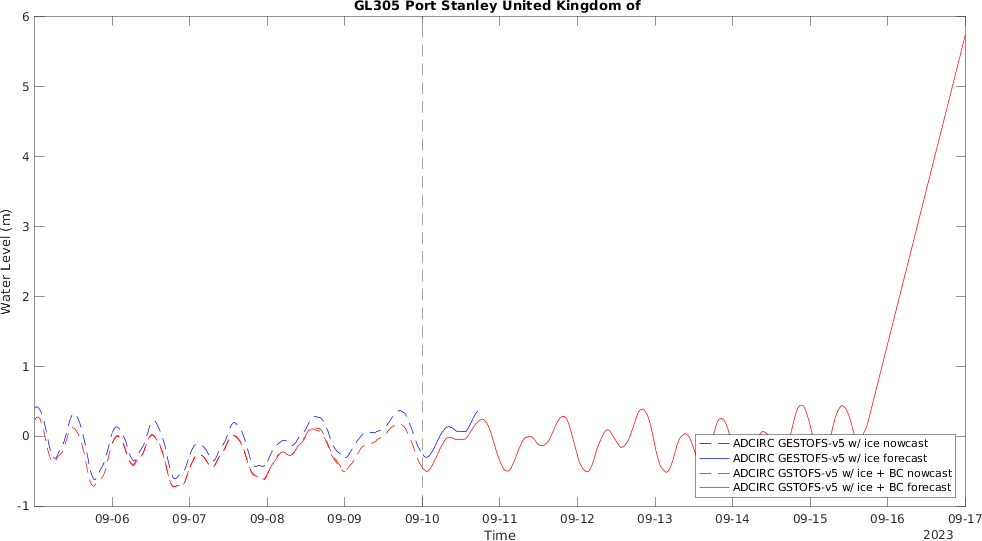 GL305 Port Stanley United Kingdom of
6
5
4
3
2
1
0
-1
Water Level (m)
ADCIRC GESTOFS-v5 w/ ice nowcast
ADCIRC GESTOFS-v5 w/ ice forecast
ADCIRC GSTOFS-v5 w/ ice + BC nowcast
ADCIRC GSTOFS-v5 w/ ice + BC forecast
09-06 09-07 09-08 09-09 09-10 09-11 09-12 09-13 09-14 09-15 09-16 09-17
Time
2023